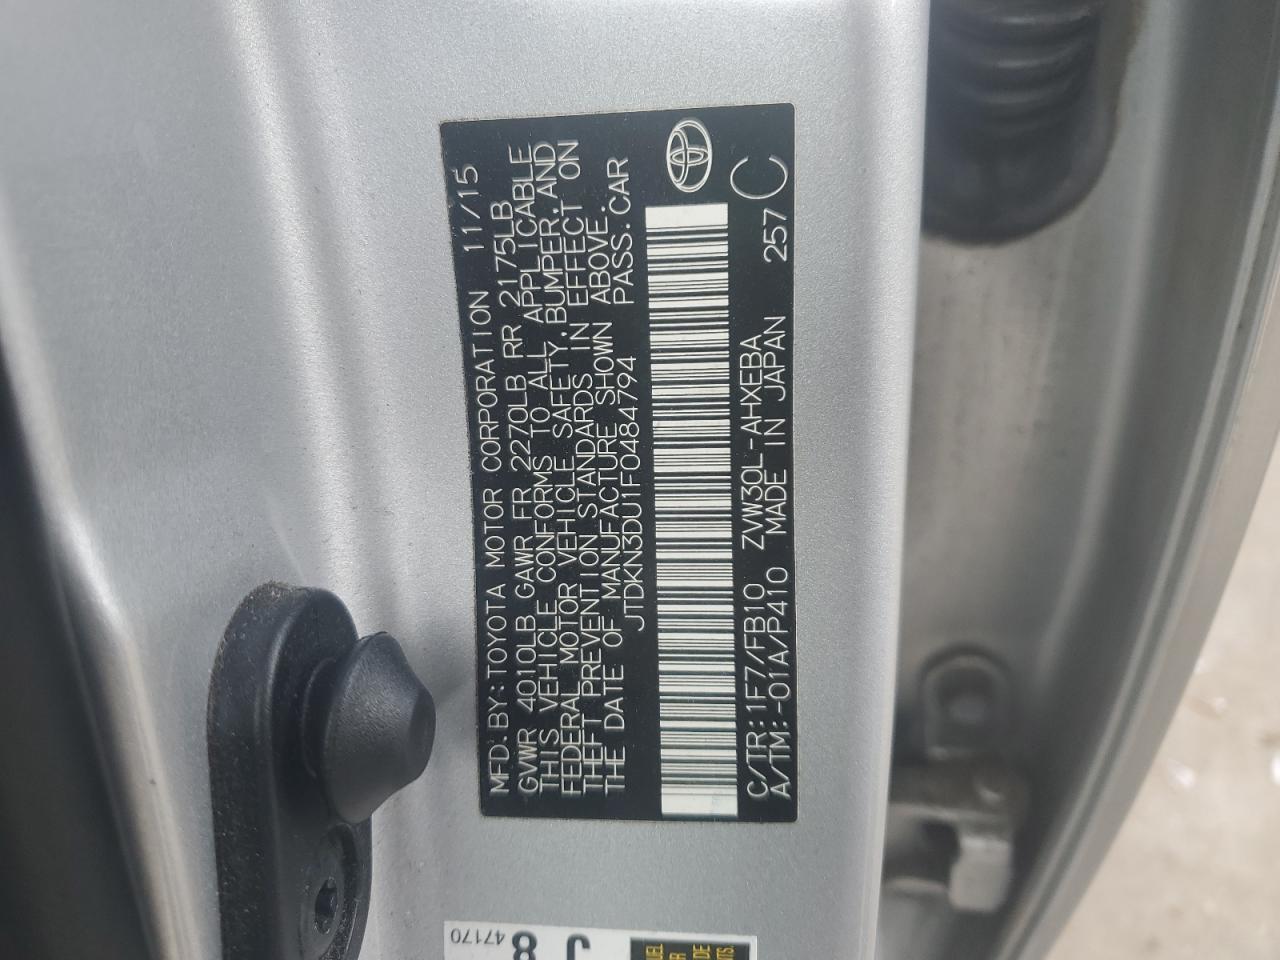 MFD.BY:TOYOTA MOTOR CORPORATION 11/15
GVWR 4010LB GAWR FR 2270LB RR 2175LB
THIS VEHICLE CONFORMS TO ALL APPLICABLE
FEDERAL MOTOR VEHICLE SAFETY,BUMPER,AND
THEFT PREVENTION STANDARDS IN EFFECT ON
THE DATE OF MANUFACTURE SHOWN ABOVE.
JTDKN3DU1F0484794 PASS.CAR
C/TR:1F7/FB10 ZVW30L-AHXEBA C
A/TM:-01A/P410 MADE IN JAPAN 257
47170
J
8